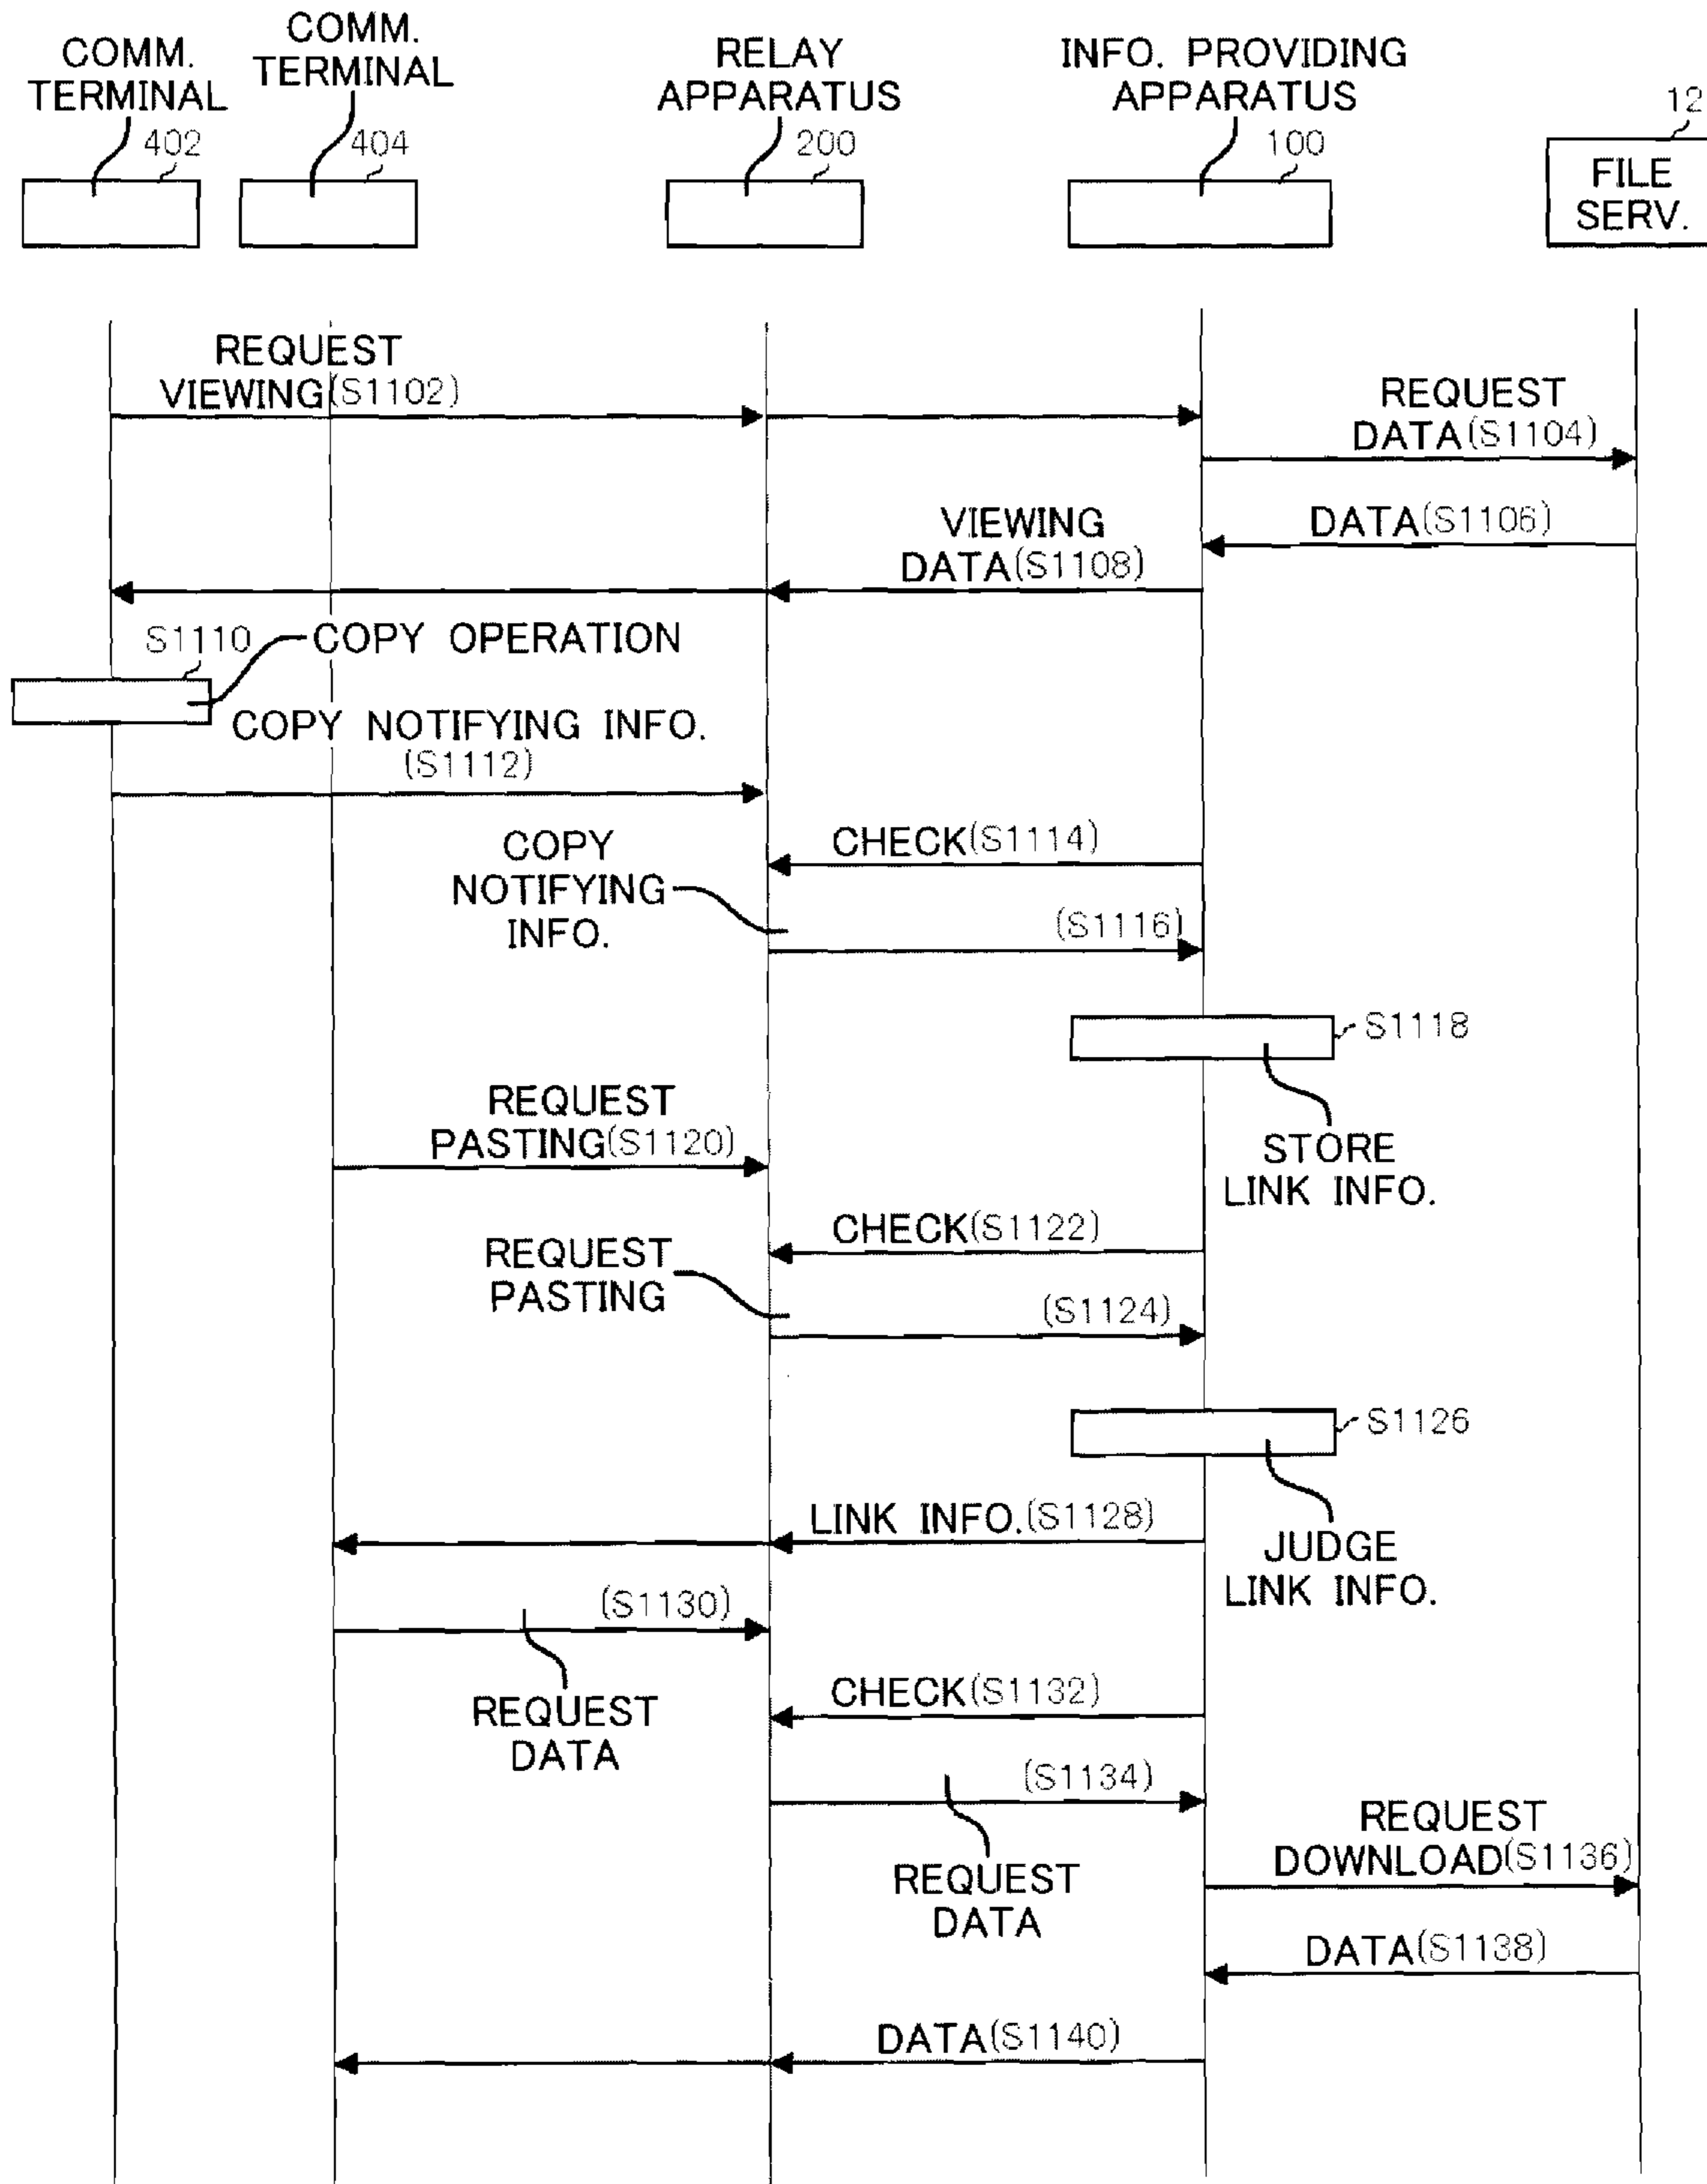 COMM.
TERMINAL
402
COMM.
TERMINAL
404
RELAY
APPARATUS
200
INFO. PROVIDING
APPARATUS
100
12
FILE
SERV.
REQUEST
VIEWING(S1102)
REQUEST
DATA(S1104)
DATA(S1106)
VIEWING
DATA(S1108)
S1110
COPY OPERATION
COPY NOTIFYING INFO.
(S1112)
CHECK(S1114)
COPY
NOTIFYING
INFO.
(S1116)
S1118
STORE
LINK INFO.
REQUEST
PASTING(S1120)
CHECK(S1122)
REQUEST
PASTING
(S1124)
S1126
JUDGE
LINK INFO.
LINK INFO.(S1128)
(S1130)
REQUEST
DATA
CHECK(S1132)
(S1134)
REQUEST
DATA
REQUEST
DOWNLOAD(S1136)
DATA(S1138)
DATA(S1140)